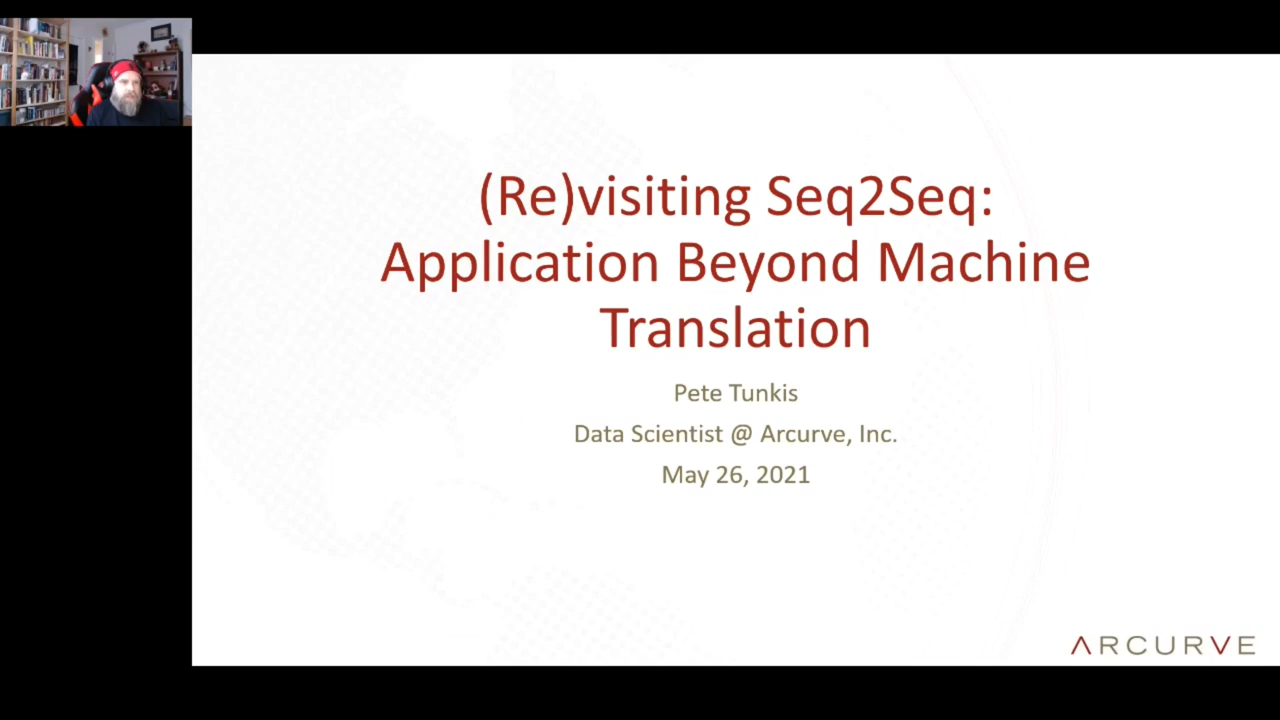 (Re)visiting Seq2Seq:
Application Beyond Machine
Translation
Pete Tunkis
Data Scientist @ Arcurve, Inc.
May 26, 2021
ARCURVE